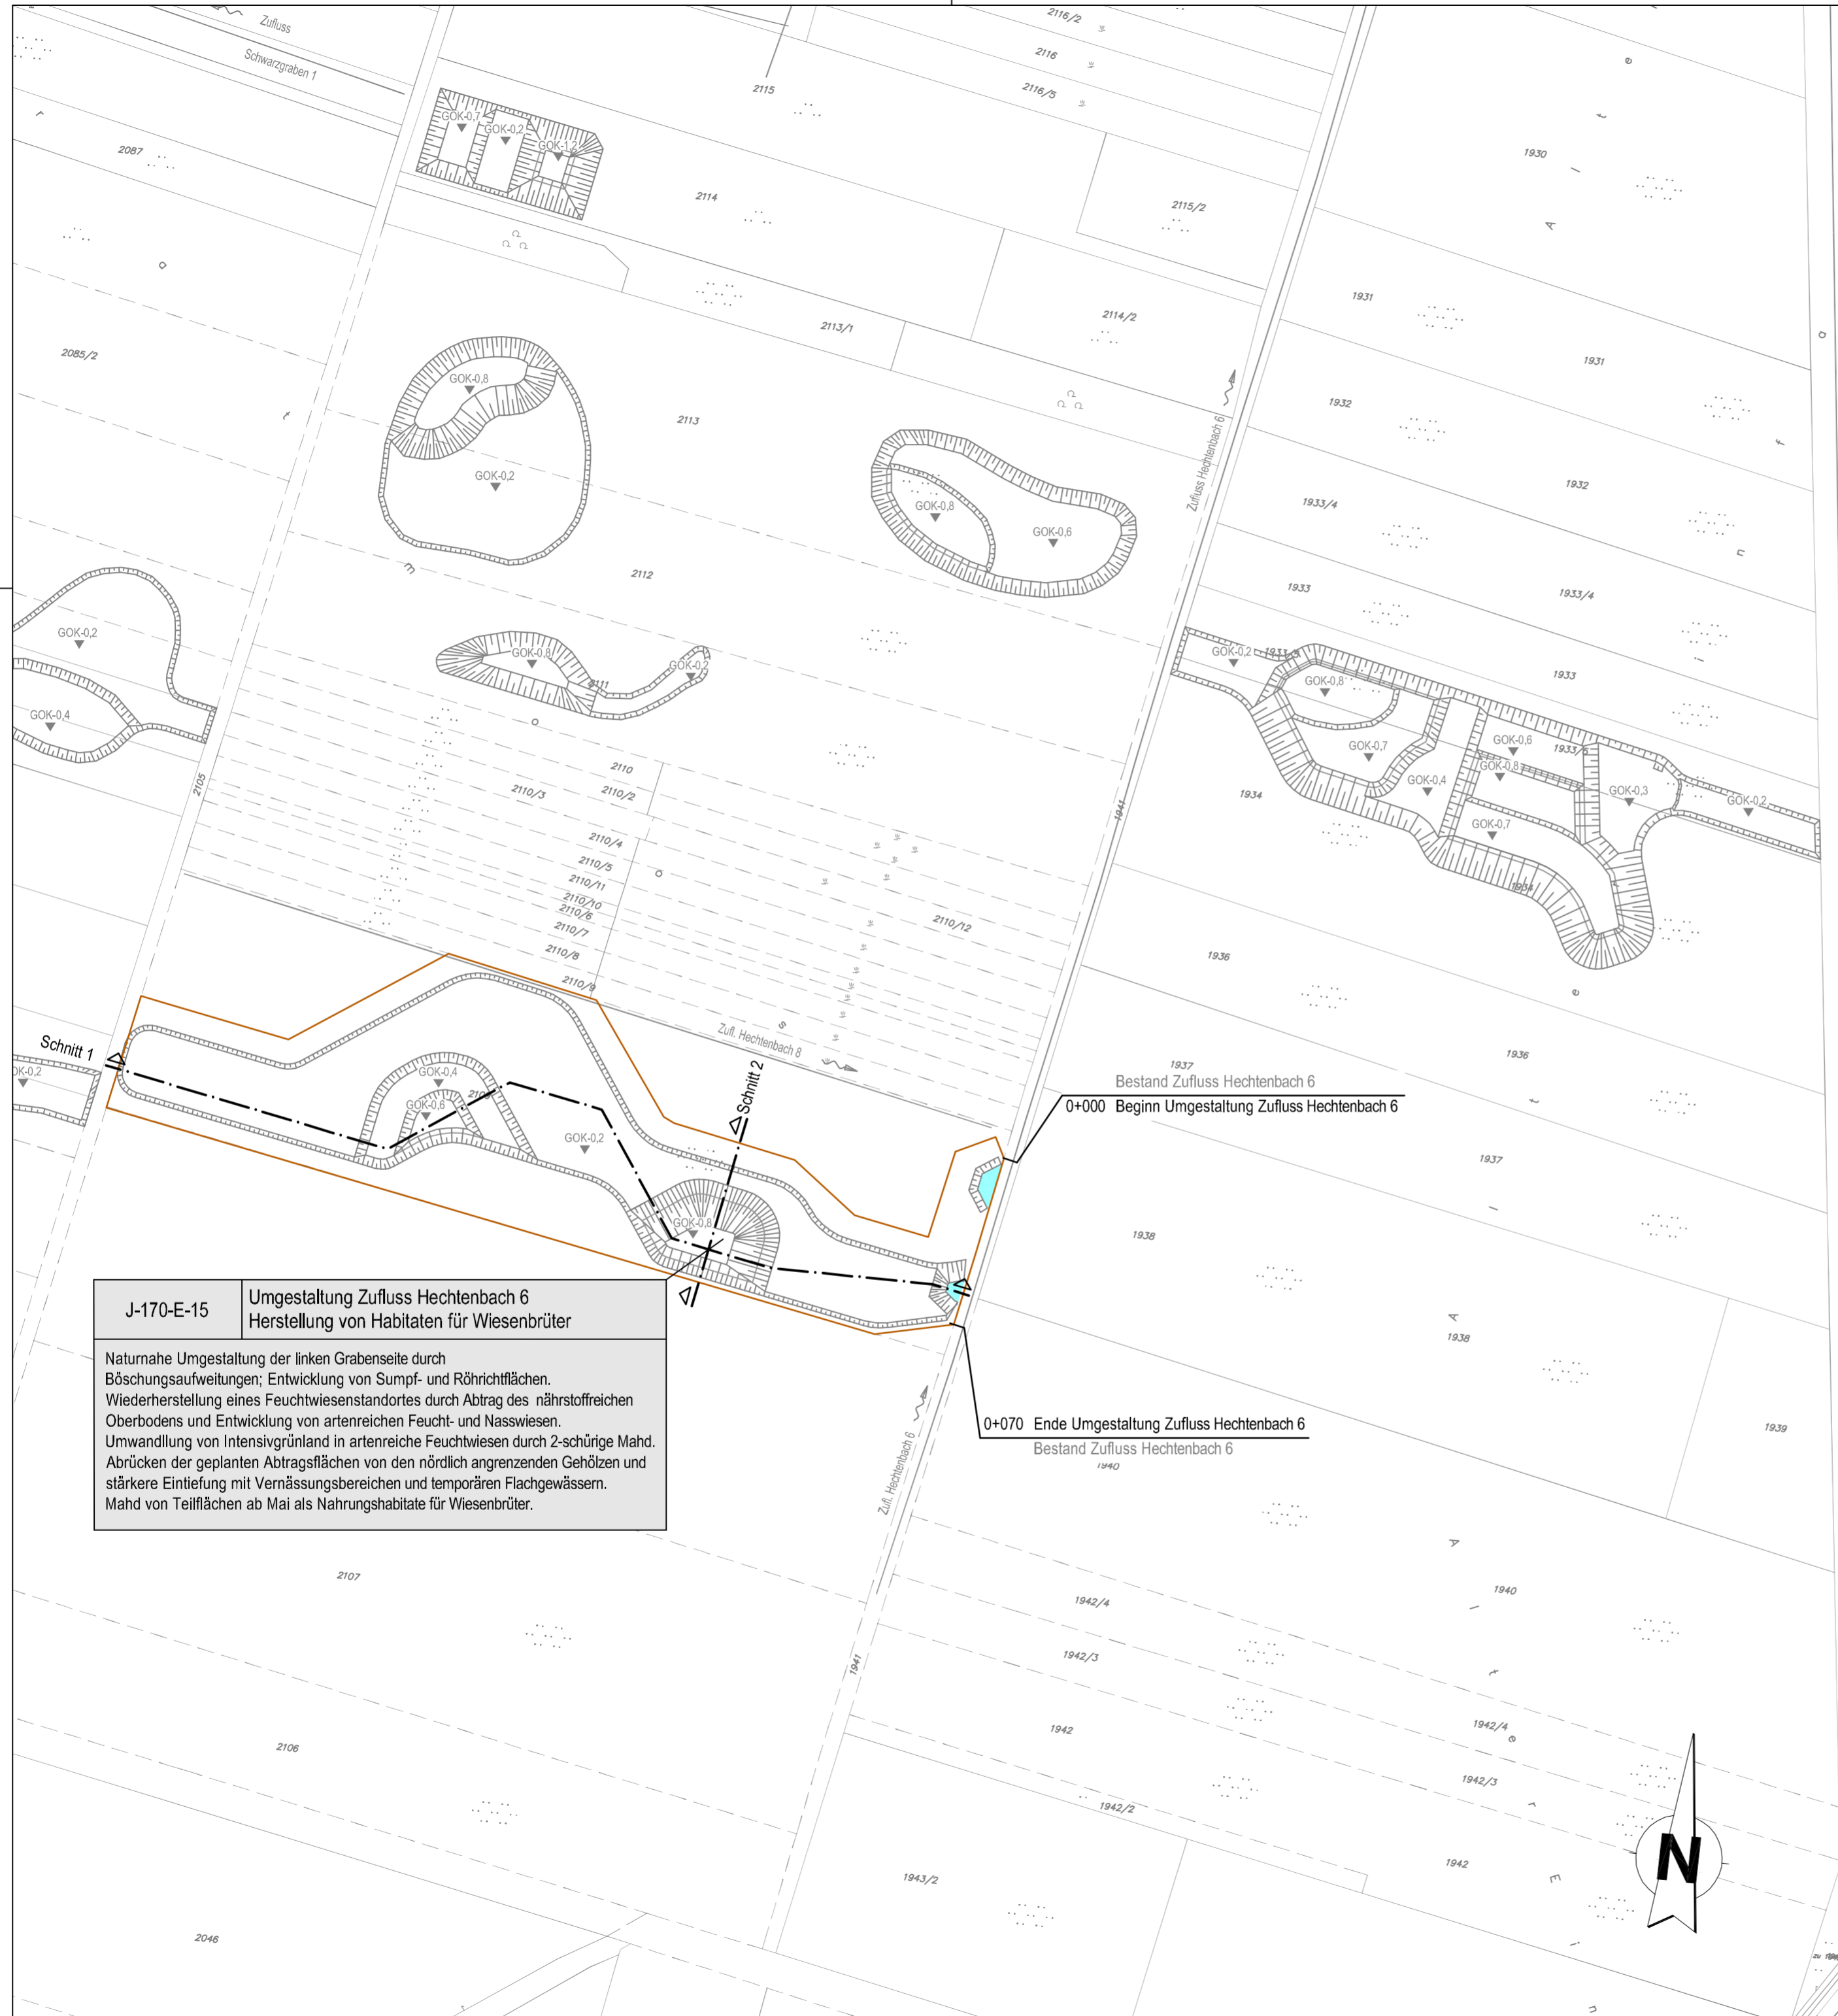 Zufluss
Schwarzgraben 1
2116/2
2116
2116/5
2115
2087
GOK-0,7
GOK-0,2
GOK-1,2
2114
2115/2
1930
r
e
t
l
A
a
2085/2
2113/1
2114/2
1931
1931
a
t
GOK-0,8
2113
GOK-0,2
1932
1932
f
Zufluss Hechtenbach 6
GOK-0,8
GOK-0,6
1933/4
n
m
2112
1933
1933/4
i
GOK-0,2
GOK-0,4
GOK-0,8
GOK-0,2
2111
o
GOK-0,2
1933/5
GOK-0,8
1933
GOK-0,7
GOK-0,6
1933/5
E
GOK-0,8
GOK-0,4
GOK-0,3
GOK-0,2
GOK-0,7
1934
1934
r
2105
2110
2110/2
2110/3
2110/4
2110/5
2110/11
2110/10
2110/6
2110/7
2110/8
2110/9
2110/12
o
s
1941
1936
e
1936
Zufl. Hechtenbach 8
Schnitt 1
OK-0,2
GOK-0,4
GOK-0,6
GOK-0,2
Schnitt 2
GOK-0,8
1937
Bestand Zufluss Hechtenbach 6
0+000 Beginn Umgestaltung Zufluss Hechtenbach 6
t
1937
l
1938
A
1938
1939
J-170-E-15
Umgestaltung Zufluss Hechtenbach 6
Herstellung von Habitaten für Wiesenbrüter
Naturnahe Umgestaltung der linken Grabenseite durch
Böschungsaufweitungen; Entwicklung von Sumpf- und Röhrichtflächen.
Wiederherstellung eines Feuchtwiesenstandortes durch Abtrag des nährstoffreichen
Oberbodens und Entwicklung von artenreichen Feucht- und Nasswiesen.
Umwandllung von Intensivgrünland in artenreiche Feuchtwiesen durch 2-schürige Mahd.
Abrücken der geplanten Abtragsflächen von den nördlich angrenzenden Gehölzen und
stärkere Eintiefung mit Vernässungsbereichen und temporären Flachgewässern.
Mahd von Teilflächen ab Mai als Nahrungshabitate für Wiesenbrüter.
0+070 Ende Umgestaltung Zufluss Hechtenbach 6
Bestand Zufluss Hechtenbach 6
1940
Zufl. Hechtenbach 6
A
l
t
e
r
E
i
n
1940
2107
1942/4
1942/3
1941
1942
1942/4
1942/3
2106
1942/2
1942
1943/2
2046
N